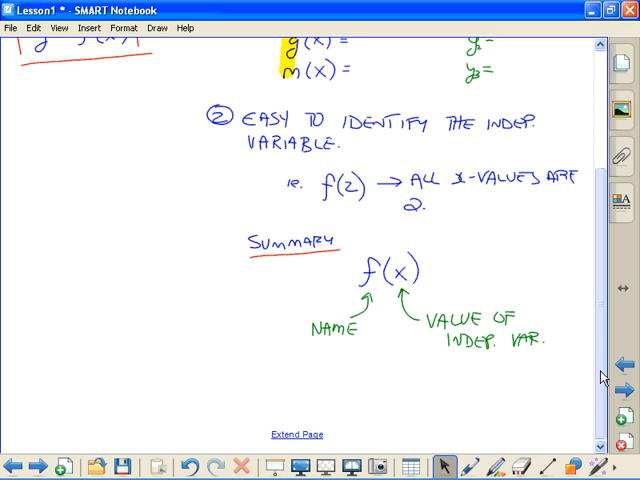 Lesson1 * - SMART Notebook
File Edit View Insert Format Draw Help
g(x) = y₂ =
m(x) = y₃ =
② EASY TO IDENTIFY THE INDEP.
VARIABLE.
ie. f(2) → ALL x-VALUES ARE
2.
SUMMARY
f(x)
NAME
VALUE OF
INDEP. VAR.
Extend Page